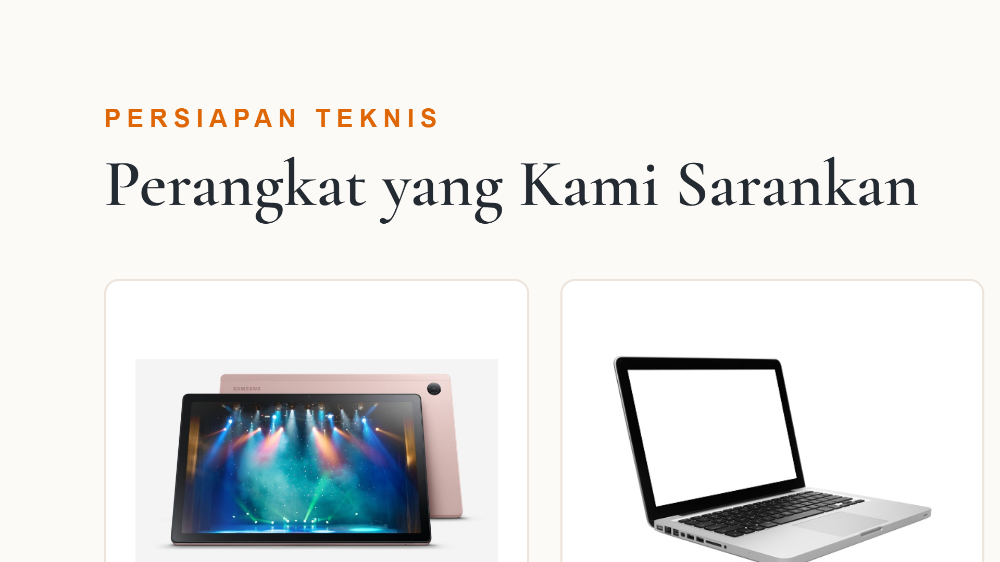 PERSIAPAN TEKNIS
Perangkat yang Kami Sarankan
SAMSUNG